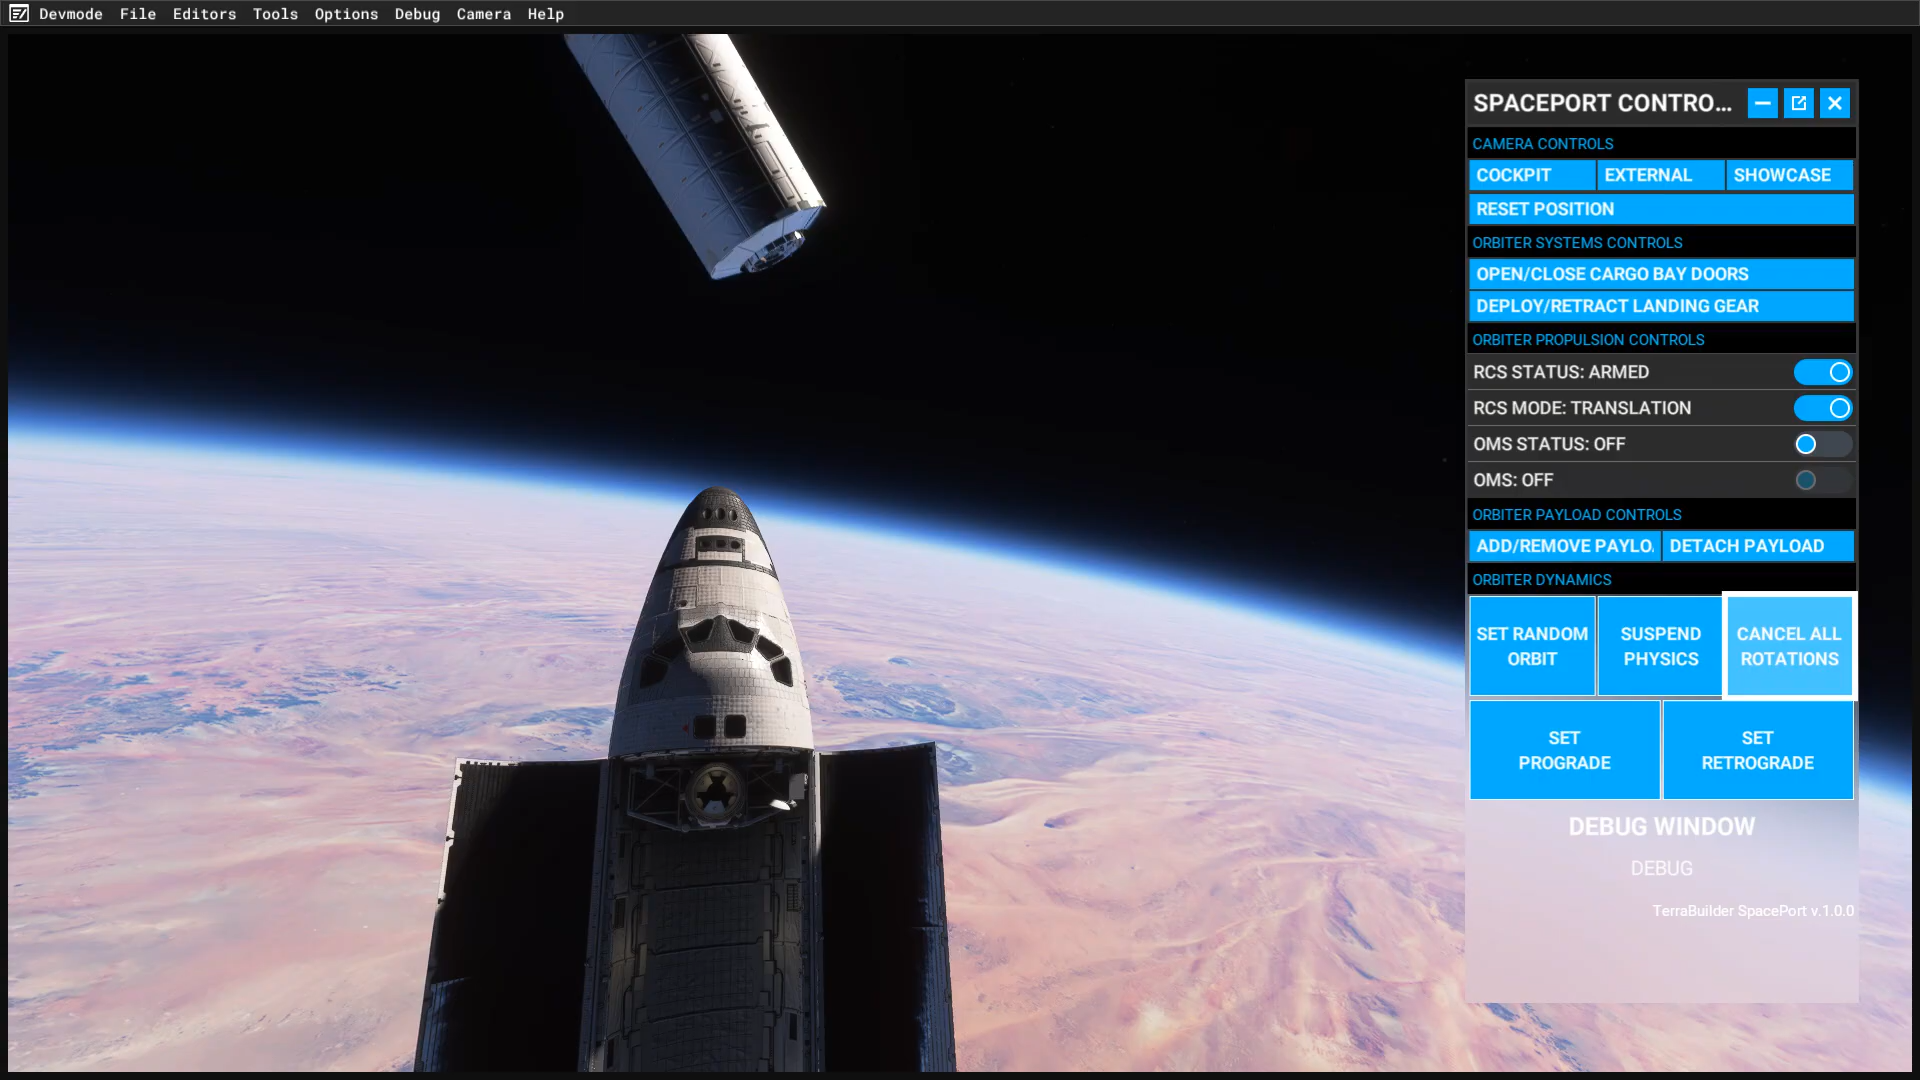 Devmode File Editors Tools Options Debug Camera Help
SPACEPORT CONTRO...
CAMERA CONTROLS
COCKPIT EXTERNAL SHOWCASE
RESET POSITION
ORBITER SYSTEMS CONTROLS
OPEN/CLOSE CARGO BAY DOORS
DEPLOY/RETRACT LANDING GEAR
ORBITER PROPULSION CONTROLS
RCS STATUS: ARMED
RCS MODE: TRANSLATION
OMS STATUS: OFF
OMS: OFF
ORBITER PAYLOAD CONTROLS
ADD/REMOVE PAYLO. DETACH PAYLOAD
ORBITER DYNAMICS
SET RANDOM
ORBIT
SUSPEND
PHYSICS
CANCEL ALL
ROTATIONS
SET
PROGRADE
SET
RETROGRADE
DEBUG WINDOW
DEBUG
TerraBuilder SpacePort v.1.0.0